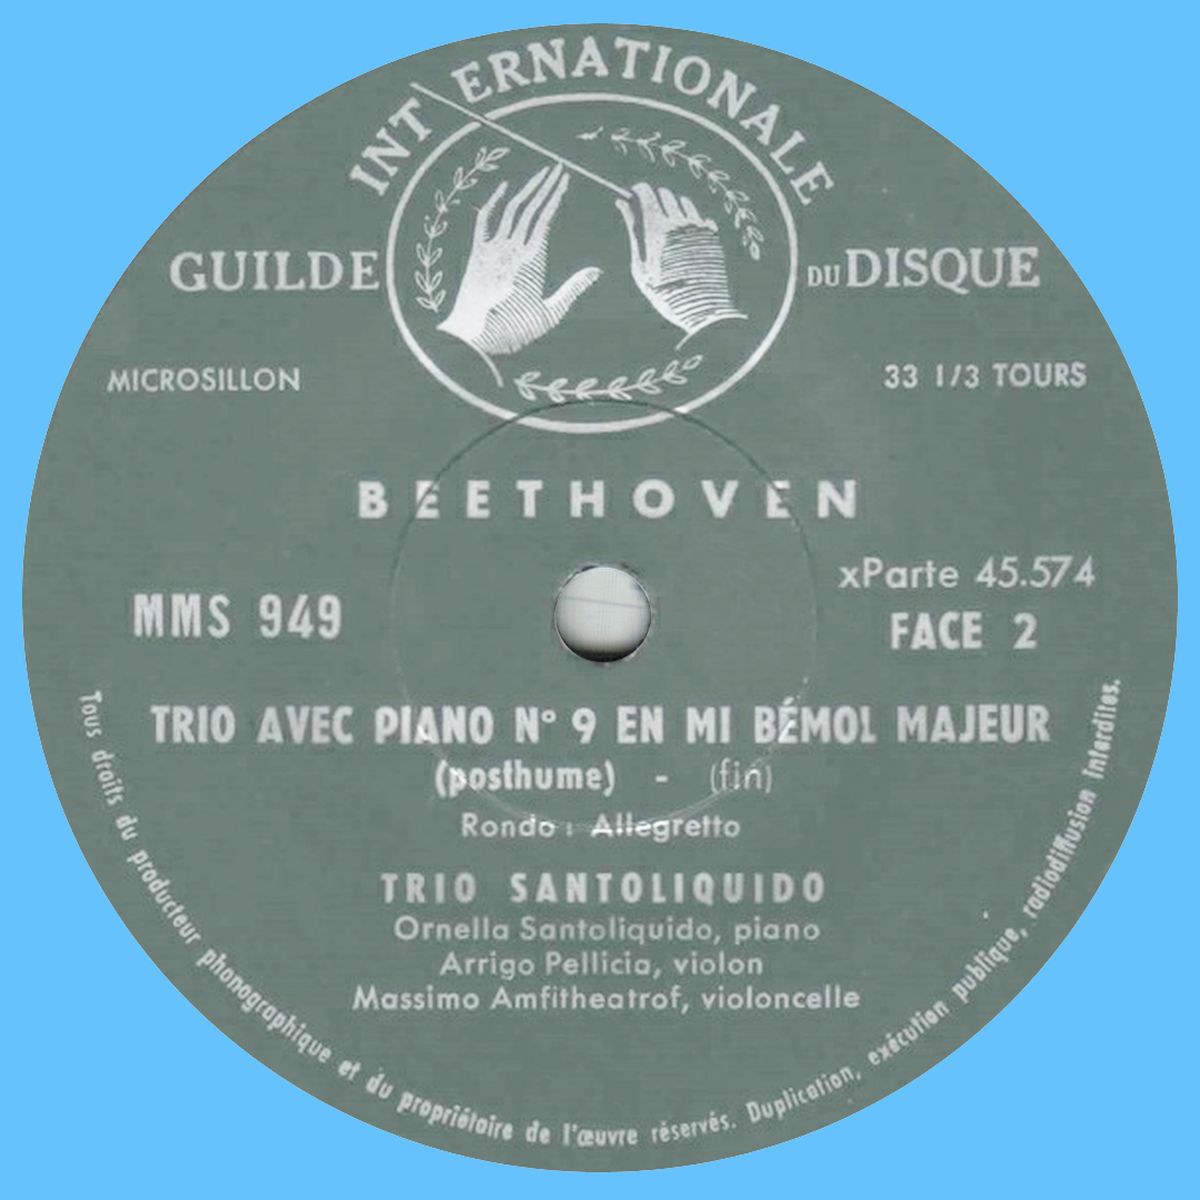 INTERNATIONALE
GUILDE DU DISQUE
MICROSILLON
33 1/3 TOURS
BEETHOVEN
xParte 45.574
MMS 949
FACE 2
TRIO AVEC PIANO Nº 9 EN MI BÉMOL MAJEUR
(posthume) - (fin)
Rondo : Allegretto
TRIO SANTOLIQUIDO
Ornella Santoliquido, piano
Arrigo Pellicia, violon
Massimo Amfitheatrof, violoncelle
Tous droits du producteur phonographique et du propriétaire de l'œuvre réservés. Duplication, exécution publique, radiodiffusion interdites.